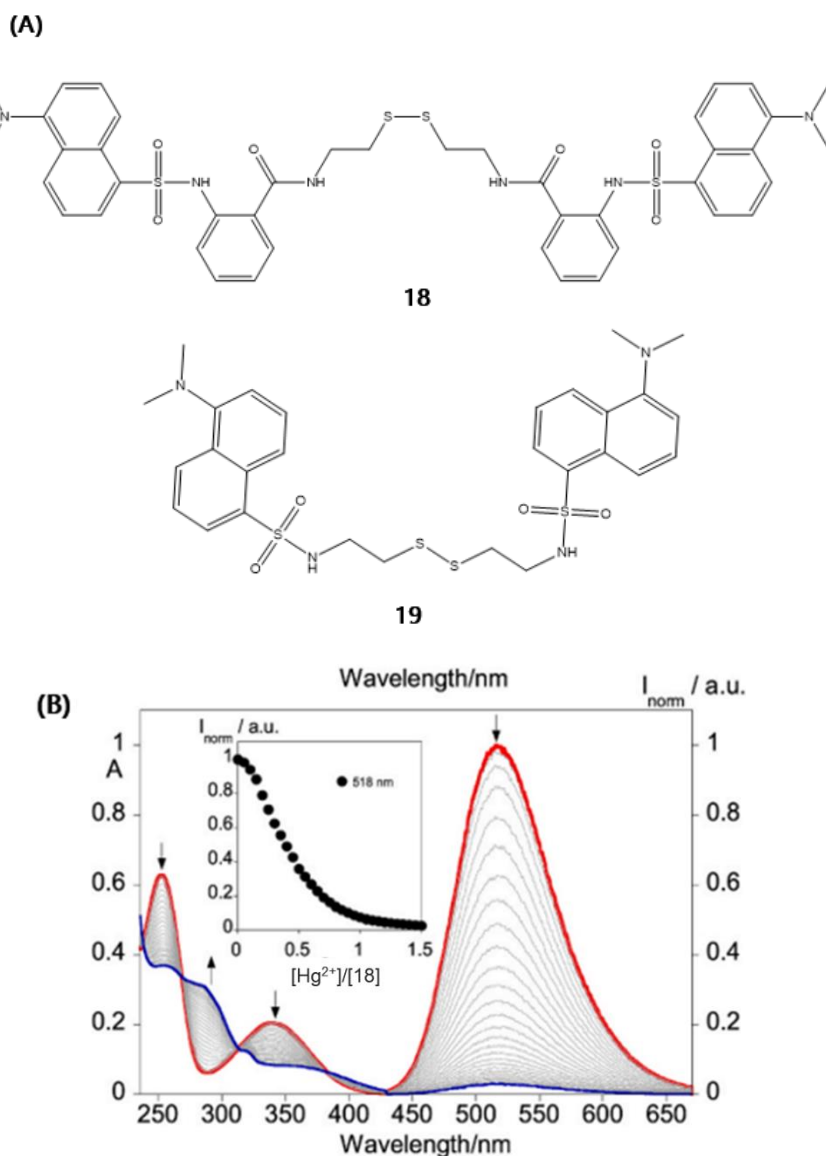 (A)
N
S S
N
O
O
O
O
S
NH
NH
NH
HN
S
O
O
18
N
N
O
S
O
N
H
S
S
NH
O
S
O
19
(B)
Wavelength/nm
I norm / a.u.
I norm / a.u.
1
A
0.8
0.6
0.4
0.2
0
1
0.8
0.6
0.4
0.2
0
518 nm
0
0.5
1
1.5
[Hg²⁺]/[18]
1
0.8
0.6
0.4
0.2
0
250 300 350 400 450 500 550 600 650
Wavelength/nm